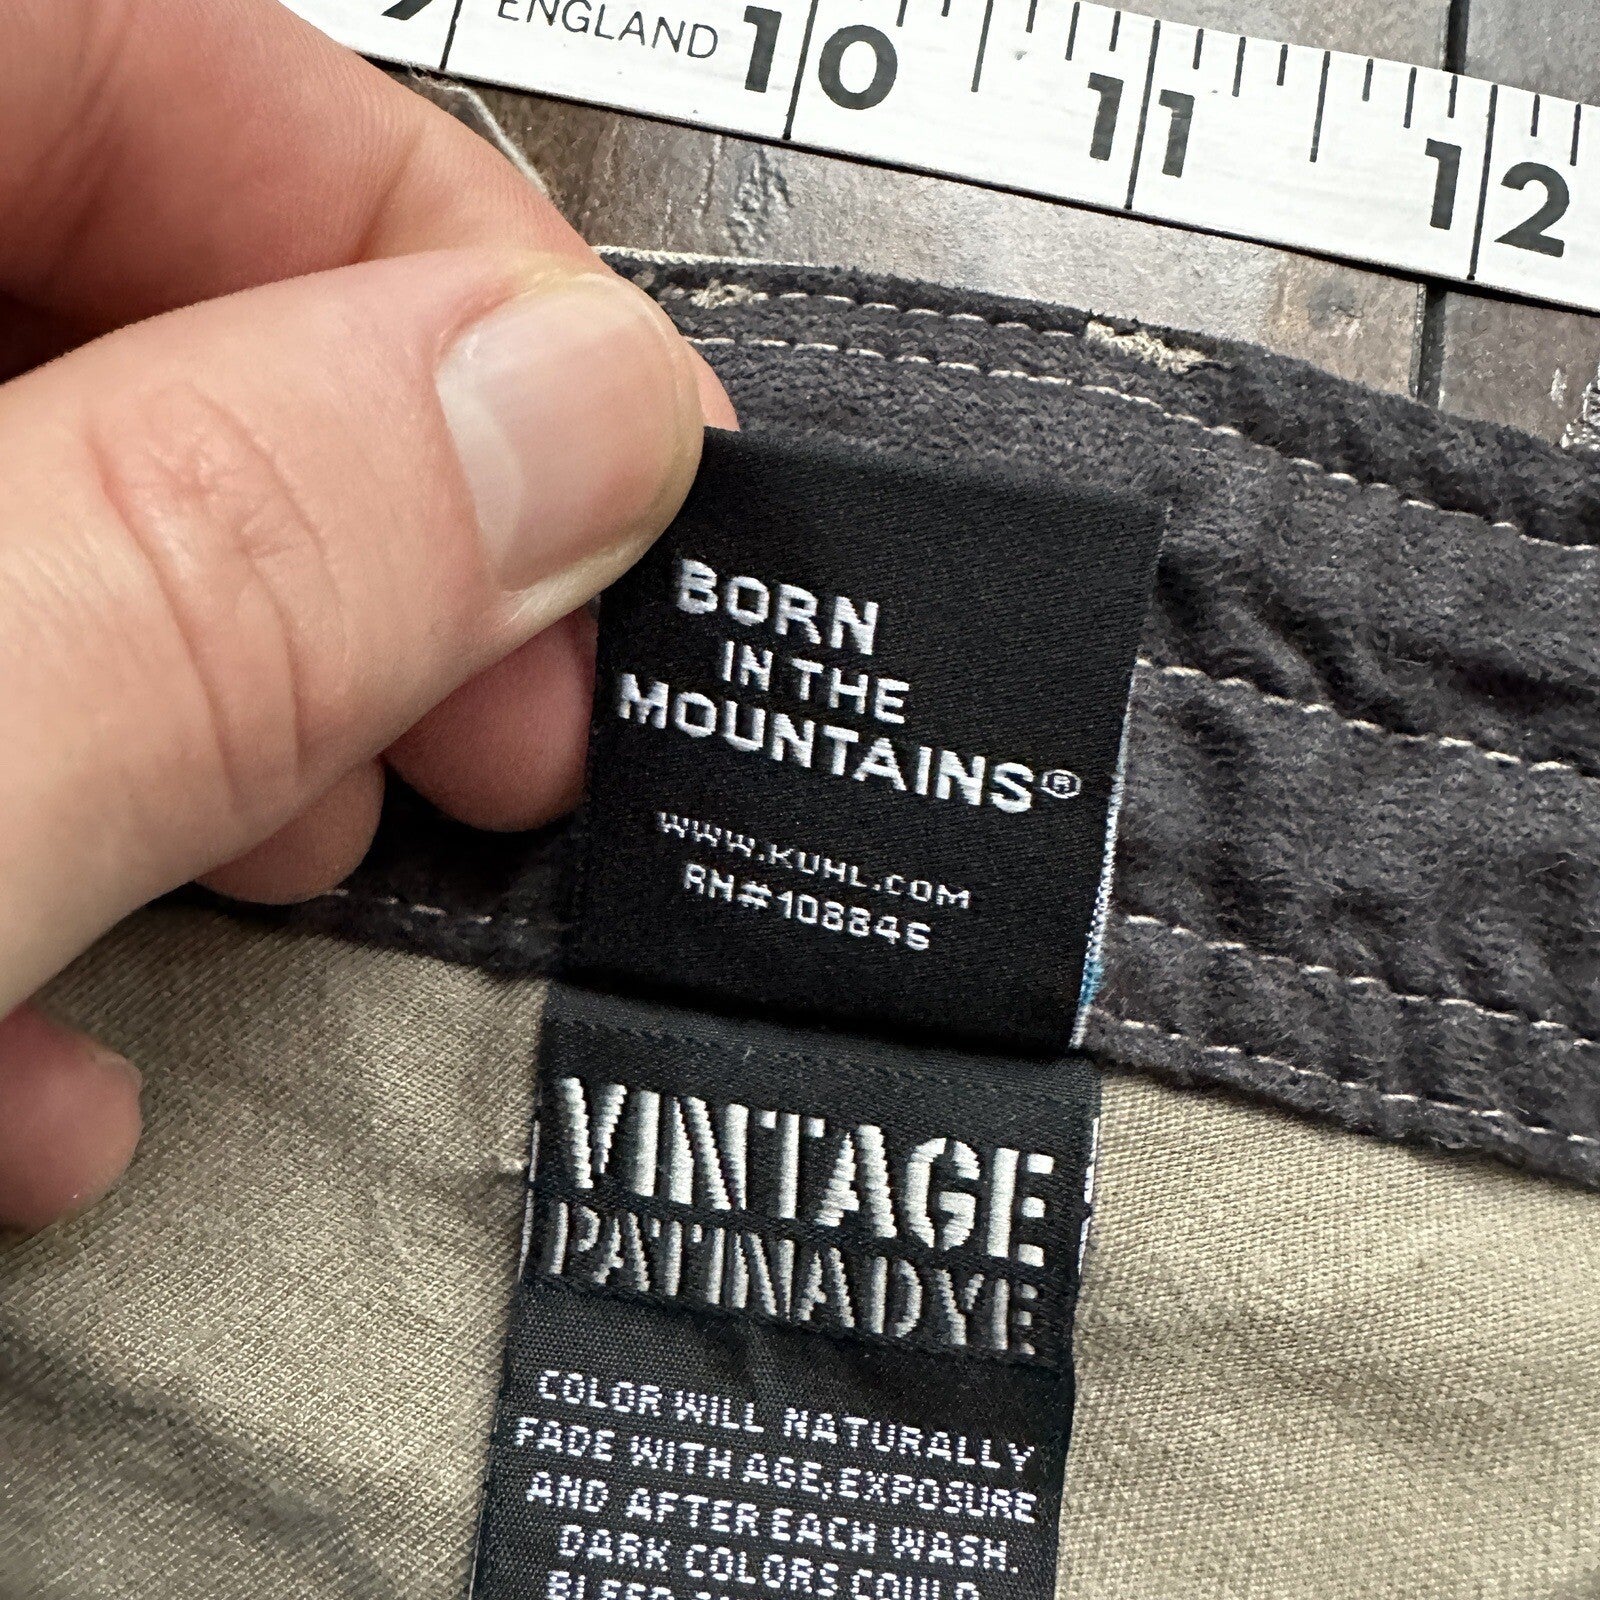 ENGLAND
10
11
12
BORN
IN THE
MOUNTAINS®
WWW.KUHL.COM
RN#108846
VINTAGE
PATINADYE
COLOR WILL NATURALLY
FADE WITH AGE,EXPOSURE
AND AFTER EACH WASH.
DARK COLORS COULD
BLEED